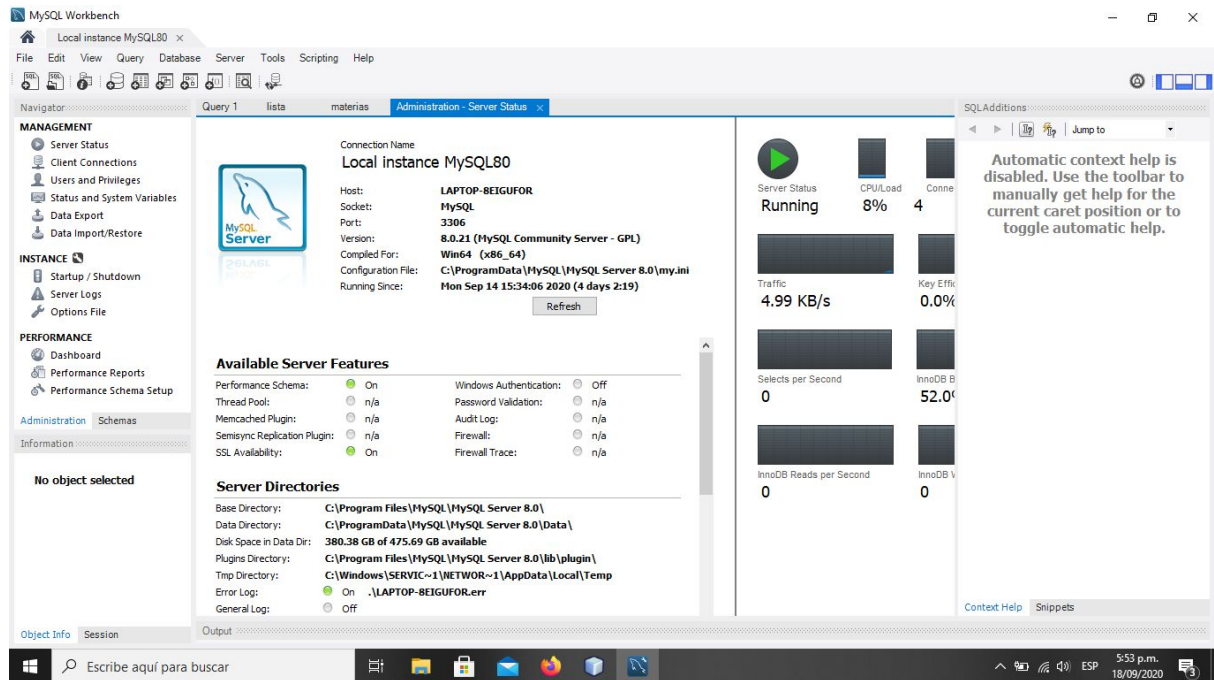 MySQL Workbench
Local instance MySQL80
File Edit View Query Database Server Tools Scripting Help
Navigator
MANAGEMENT
Server Status
Client Connections
Users and Privileges
Status and System Variables
Data Export
Data Import/Restore
INSTANCE
Startup / Shutdown
Server Logs
Options File
PERFORMANCE
Dashboard
Performance Reports
Performance Schema Setup
Administration Schemas
Information
No object selected
Object Info Session
Query 1 lista materias Administration - Server Status
MySQL
Server
Connection Name
Local instance MySQL80
Host: LAPTOP-8EIGUFOR
Socket: MySQL
Port: 3306
Version: 8.0.21 (MySQL Community Server - GPL)
Compiled For: Win64 (x86_64)
Configuration File: C:\ProgramData\MySQL\MySQL Server 8.0\my.ini
Running Since: Mon Sep 14 15:34:06 2020 (4 days 2:19)
Refresh
Available Server Features
Performance Schema: On Windows Authentication: Off
Thread Pool: n/a Password Validation: n/a
Memcached Plugin: n/a Audit Log: n/a
Semisync Replication Plugin: n/a Firewall: n/a
SSL Availability: On Firewall Trace: n/a
Server Directories
Base Directory: C:\Program Files\MySQL\MySQL Server 8.0\
Data Directory: C:\ProgramData\MySQL\MySQL Server 8.0\Data\
Disk Space in Data Dir: 380.38 GB of 475.69 GB available
Plugins Directory: C:\Program Files\MySQL\MySQL Server 8.0\lib\plugin\
Tmp Directory: C:\Windows\SERVIC~1\NETWOR~1\AppData\Local\Temp
Error Log: On .\LAPTOP-8EIGUFOR.err
General Log: Off
Server Status CPU/Load Conne
Running 8% 4
Traffic Key Effic
4.99 KB/s 0.0%
Selects per Second InnoDB B
0 52.0
InnoDB Reads per Second InnoDB W
0 0
SQLAdditions
Jump to
Automatic context help is
disabled. Use the toolbar to
manually get help for the
current caret position or to
toggle automatic help.
Context Help Snippets
Output
Escribe aquí para buscar
ESP
5:53 p.m.
18/09/2020
3